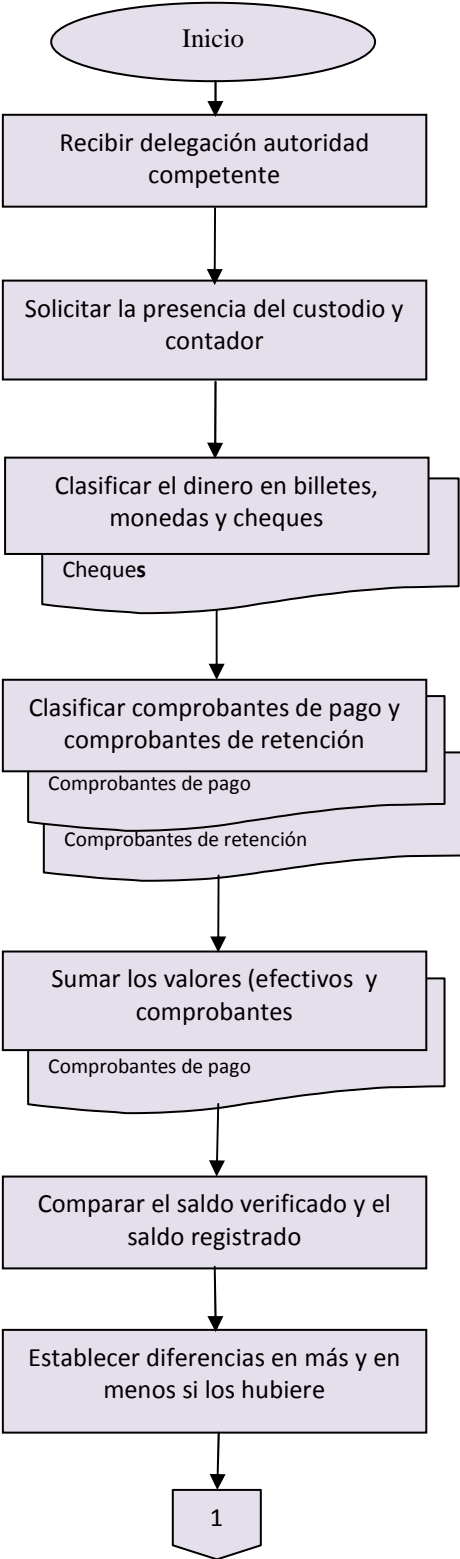 Inicio
Recibir delegación autoridad
competente
Solicitar la presencia del custodio y
contador
Clasificar el dinero en billetes,
monedas y cheques
Cheques
Clasificar comprobantes de pago y
comprobantes de retención
Comprobantes de pago
Comprobantes de retención
Sumar los valores (efectivos y
comprobantes
Comprobantes de pago
Comparar el saldo verificado y el
saldo registrado
Establecer diferencias en más y en
menos si los hubiere
1